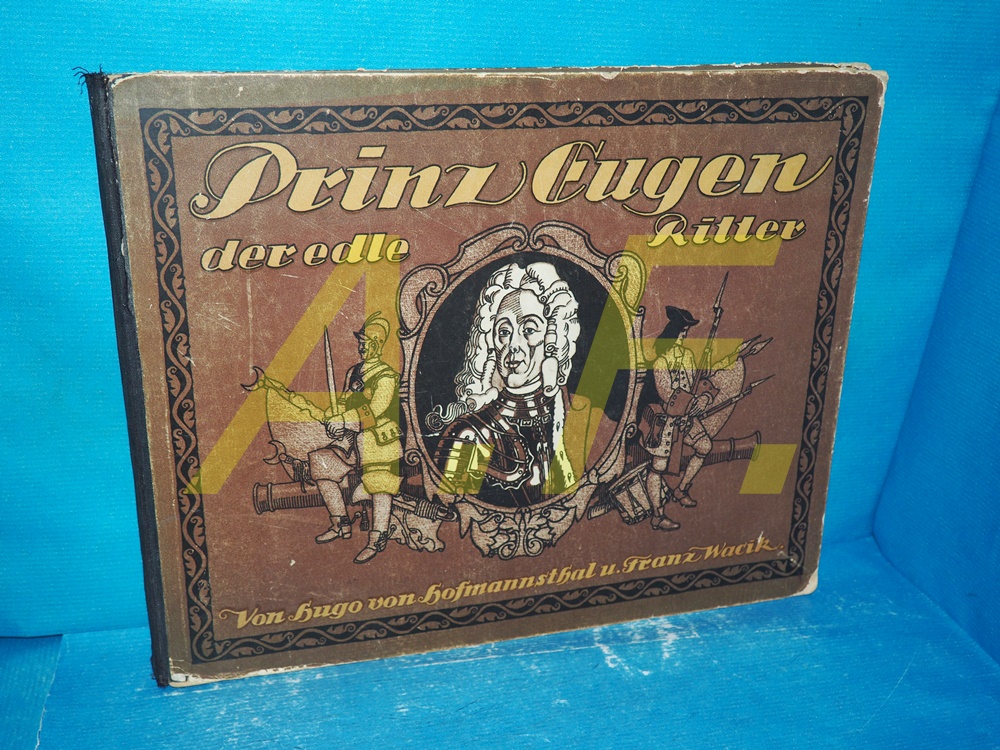 Prinz Eugen
der edle Ritter
A.F.
Von Hugo von Hofmannsthal u. Franz Wacik.